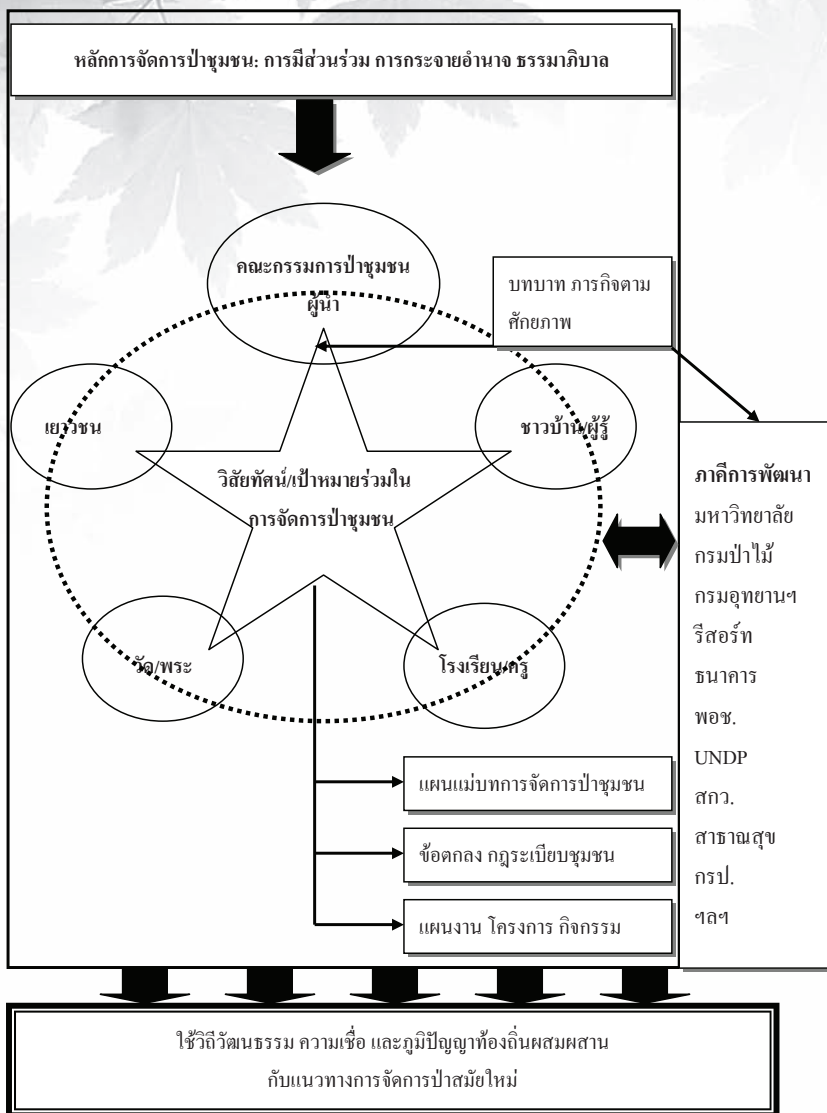 หลักการจัดการป่าชุมชน: การมีส่วนร่วม การกระจายอำนาจ ธรรมาภิบาล
คณะกรรมการป่าชุมชน
ผู้นำ
บทบาท ภารกิจตาม
ศักยภาพ
เยาวชน
ชาวบ้าน/ผู้รู้
วิสัยทัศน์/เป้าหมายร่วมใน
การจัดการป่าชุมชน
วัด/พระ
โรงเรียน/ครู
ภาคีการพัฒนา
มหาวิทยาลัย
กรมป่าไม้
กรมอุทยานฯ
รีสอร์ท
ธนาคาร
พอช.
UNDP
สกว.
สาธาณสุข
กรป.
ฯลฯ
แผนแม่บทการจัดการป่าชุมชน
ข้อตกลง กฎระเบียบชุมชน
แผนงาน โครงการ กิจกรรม
ใช้วิถีวัฒนธรรม ความเชื่อ และภูมิปัญญาท้องถิ่นผสมผสาน
กับแนวทางการจัดการป่าสมัยใหม่